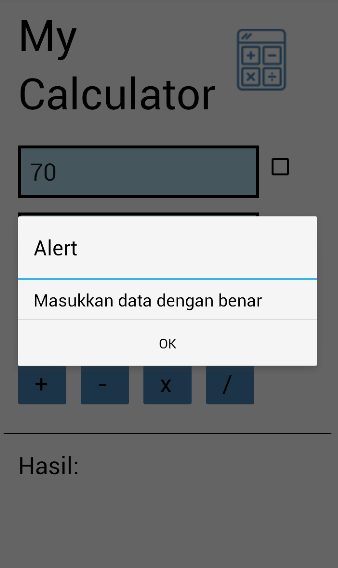 My
Calculator
70
Alert
Masukkan data dengan benar
OK
+ - x /
Hasil: